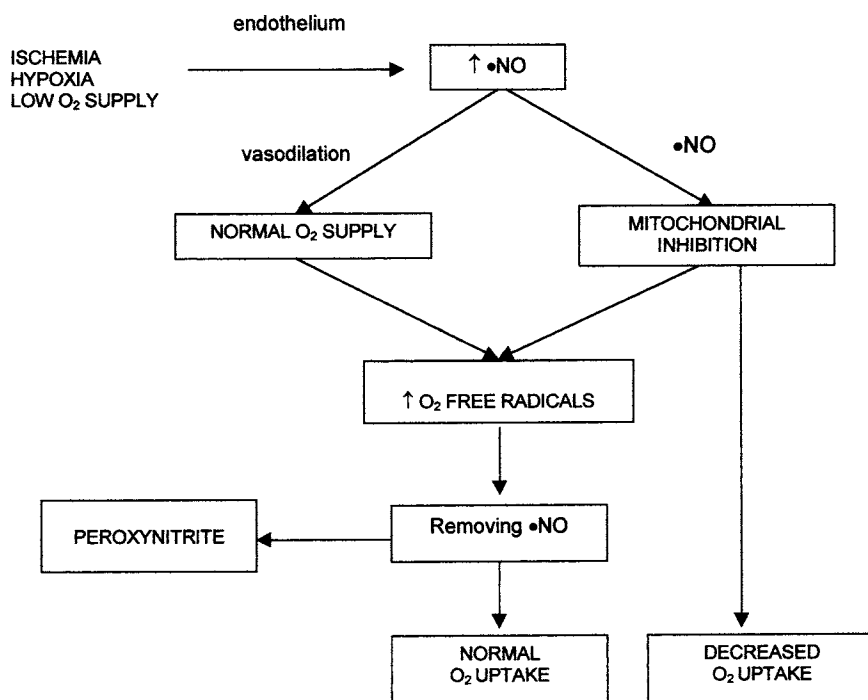 endothelium
ISCHEMIA
HYPOXIA
LOW O₂ SUPPLY
↑ •NO
vasodilation
•NO
NORMAL O₂ SUPPLY
MITOCHONDRIAL
INHIBITION
↑ O₂ FREE RADICALS
PEROXYNITRITE
Removing •NO
NORMAL
O₂ UPTAKE
DECREASED
O₂ UPTAKE